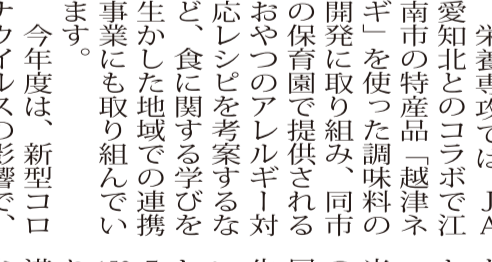 栄養専攻では、JA
愛知北とのコラボで江
南市の特産品「越津ネ
ギ」を使った調味料の
開発に取り組み、同市
の保育園で提供される
おやつのアレルギー対
応レシピを考案するな
ど、食に関する学びを
生かした地域での連携
事業にも取り組んでい
ます。
今年度は、新型コロ
ナウイルスの影響で、